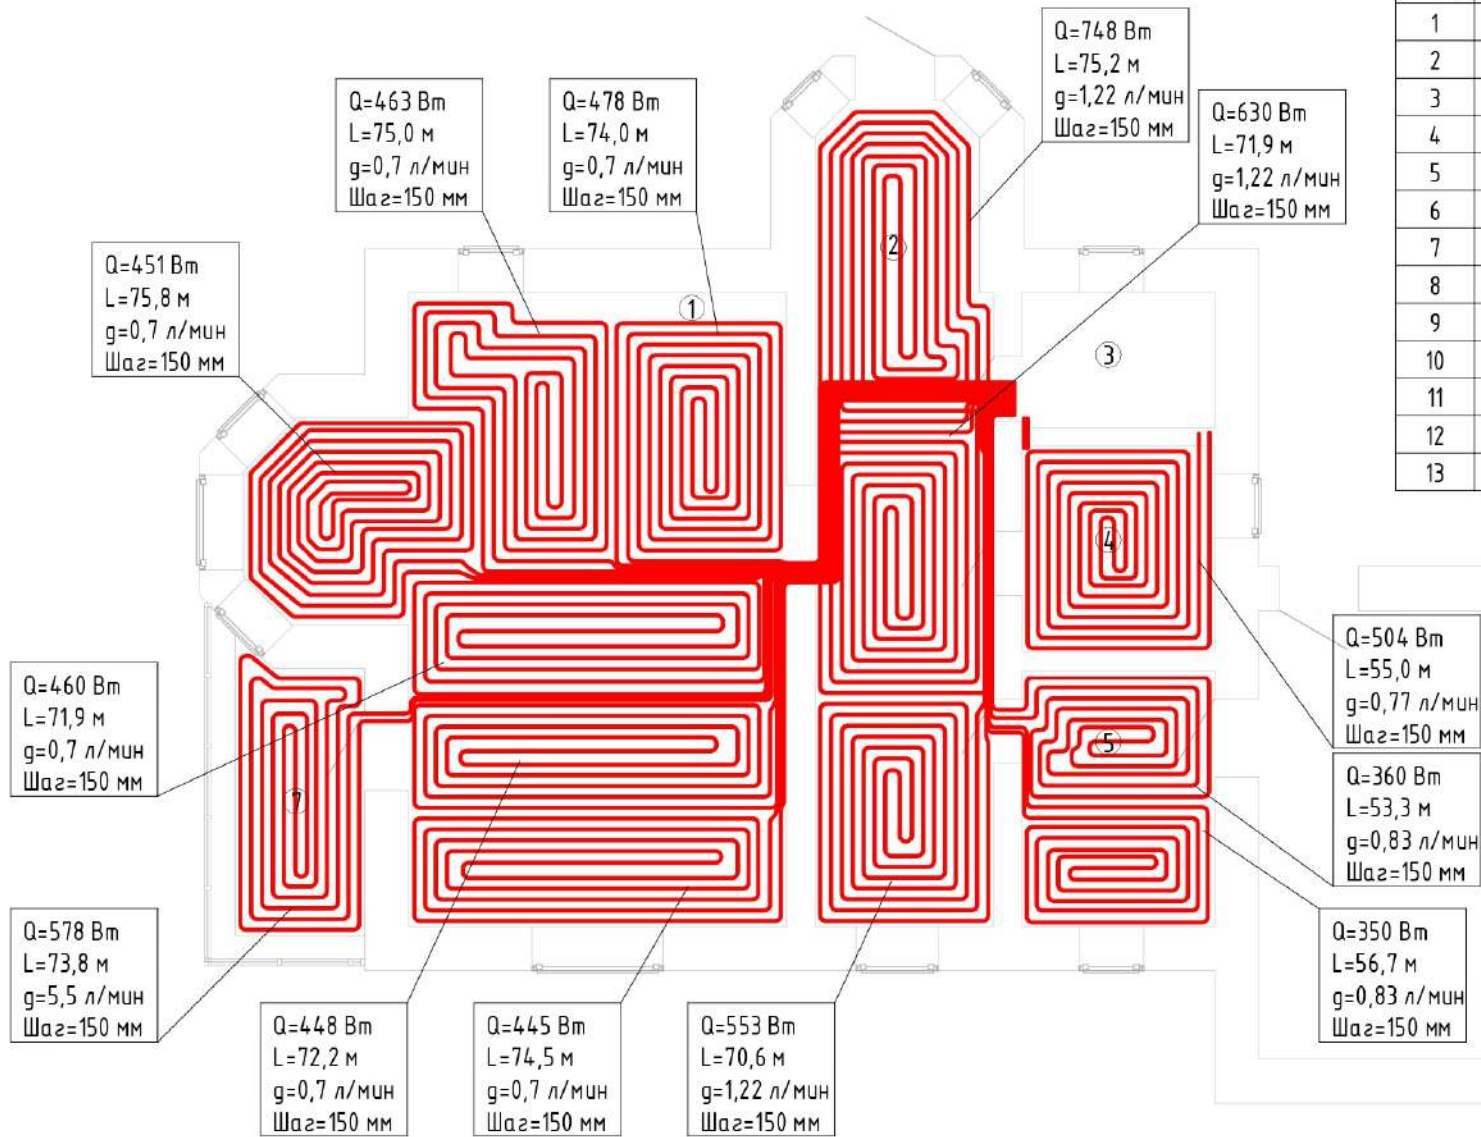 Q=748 Вт
L=75,2 м
g=1,22 л/мин
Шаг=150 мм
Q=463 Вт
L=75,0 м
g=0,7 л/мин
Шаг=150 мм
Q=478 Вт
L=74,0 м
g=0,7 л/мин
Шаг=150 мм
Q=630 Вт
L=71,9 м
g=1,22 л/мин
Шаг=150 мм
Q=451 Вт
L=75,8 м
g=0,7 л/мин
Шаг=150 мм
1
2
3
4
5
7
Q=460 Вт
L=71,9 м
g=0,7 л/мин
Шаг=150 мм
Q=504 Вт
L=55,0 м
g=0,77 л/мин
Шаг=150 мм
Q=360 Вт
L=53,3 м
g=0,83 л/мин
Шаг=150 мм
Q=578 Вт
L=73,8 м
g=5,5 л/мин
Шаг=150 мм
Q=350 Вт
L=56,7 м
g=0,83 л/мин
Шаг=150 мм
Q=448 Вт
L=72,2 м
g=0,7 л/мин
Шаг=150 мм
Q=445 Вт
L=74,5 м
g=0,7 л/мин
Шаг=150 мм
Q=553 Вт
L=70,6 м
g=1,22 л/мин
Шаг=150 мм
1
2
3
4
5
6
7
8
9
10
11
12
13